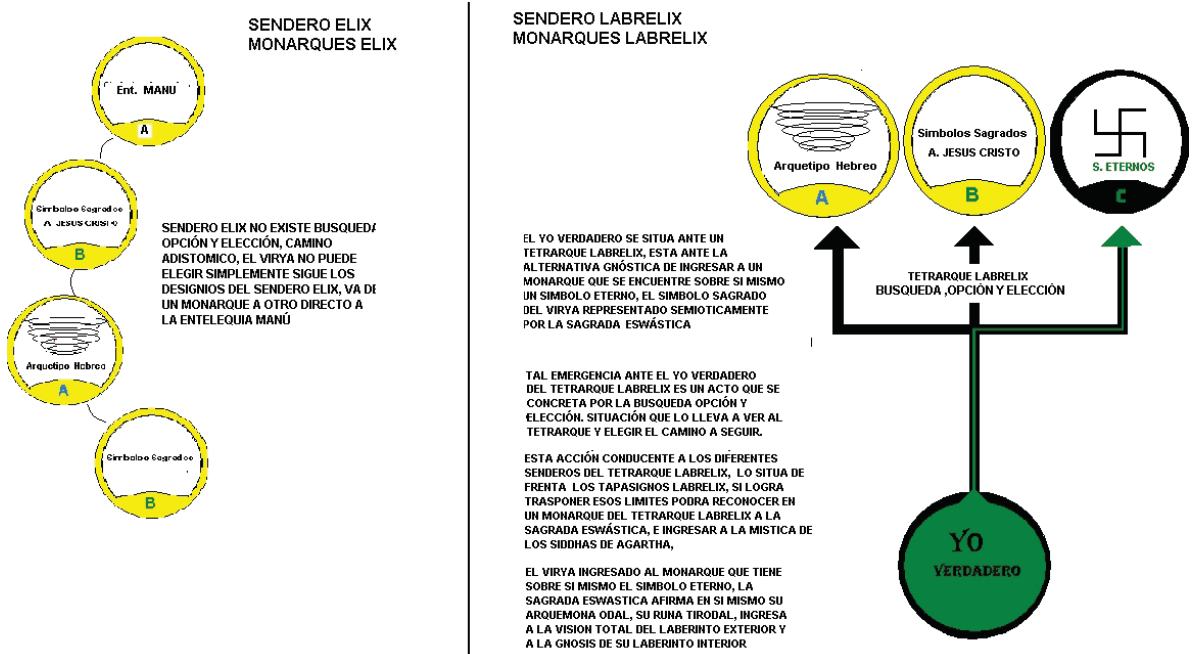 SENDERO ELIX
MONARQUES ELIX
Ent. MANU
A
Simbolos Sagrados
A. JESUS CRISTO
B
SENDERO ELIX NO EXISTE BUSQUEDA
OPCIÓN Y ELECCIÓN, CAMINO
ADISTOMICO, EL VIRYA NO PUEDE
ELEGIR SIMPLEMENTE SIGUE LOS
DESIGNIOS DEL SENDERO ELIX, VA DE
UN MONARQUE A OTRO DIRECTO A
LA ENTELEQUIA MANÚ
Arquetipo Hebreo
A
Simbolos Sagrados
B
SENDERO LABRELIX
MONARQUES LABRELIX
Arquetipo Hebreo
A
Simbolos Sagrados
A. JESUS CRISTO
B
S. ETERNOS
C
EL YO VERDADERO SE SITUA ANTE UN
TETRARQUE LABRELIX, ESTA ANTE LA
ALTERNATIVA GNÓSTICA DE INGRESAR A UN
MONARQUE QUE SE ENCUENTRE SOBRE SI MISMO
UN SIMBOLO ETERNO, EL SIMBOLO SAGRADO
DEL VIRYA REPRESENTADO SEMIOTICAMENTE
POR LA SAGRADA ESWÁSTICA
TETRARQUE LABRELIX
BUSQUEDA ,OPCIÓN Y ELECCIÓN
TAL EMERGENCIA ANTE EL YO VERDADERO
DEL TETRARQUE LABRELIX ES UN ACTO QUE SE
CONCRETA POR LA BUSQUEDA OPCIÓN Y
ELECCIÓN. SITUACIÓN QUE LO LLEVA A VER AL
TETRARQUE Y ELEGIR EL CAMINO A SEGUIR.
ESTA ACCIÓN CONDUCENTE A LOS DIFERENTES
SENDEROS DEL TETRARQUE LABRELIX, LO SITUA DE
FRENTA LOS TAPASIGNOS LABRELIX, SI LOGRA
TRASPONER ESOS LIMITES PODRA RECONOCER EN
UN MONARQUE DEL TETRARQUE LABRELIX A LA
SAGRADA ESWÁSTICA, E INGRESAR A LA MISTICA DE
LOS SIDDHAS DE AGARTHA,
EL VIRYA INGRESADO AL MONARQUE QUE TIENE
SOBRE SI MISMO EL SIMBOLO ETERNO, LA
SAGRADA ESWASTICA AFIRMA EN SI MISMO SU
ARQUEMONA ODAL, SU RUNA TIRODAL, INGRESA
A LA VISION TOTAL DEL LABERINTO EXTERIOR Y
A LA GNOSIS DE SU LABERINTO INTERIOR
YO
VERDADERO